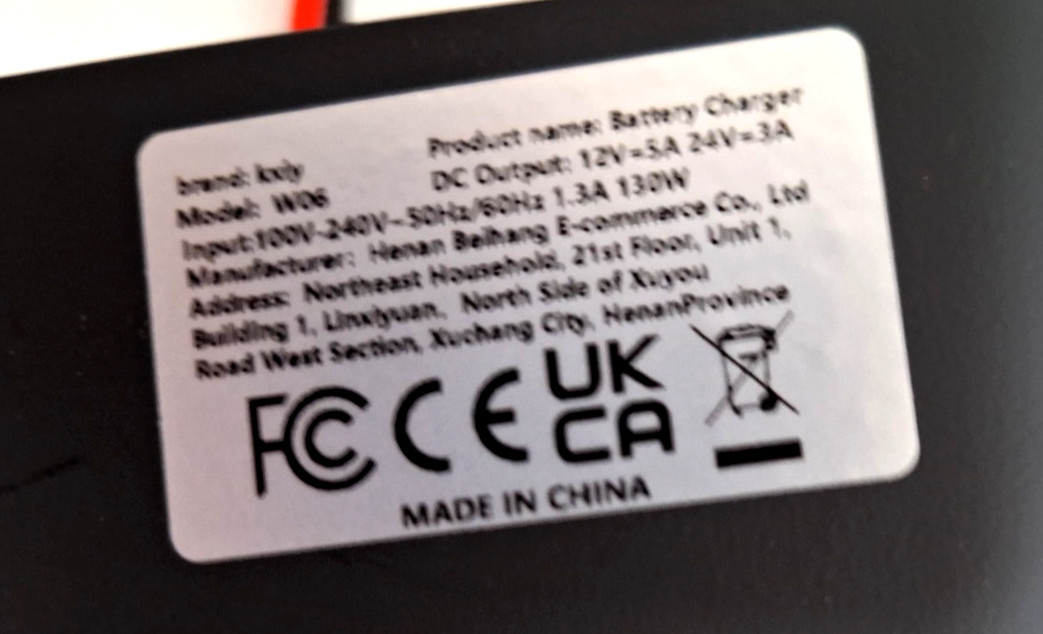 Product name: Battery Charger
brand: kxly
DC Output: 12V=5A 24V=3A
Model: W06
Input:100V-240V~50Hz/60Hz 1.3A 130W
Manufacturer: Henan Beihang E-commerce Co., Ltd
Address: Northeast Household, 21st Floor, Unit 1,
Building 1, Linxiyuan, North Side of Xuyou
Road West Section, Xuchang City, HenanProvince
FC CE UK
CA
MADE IN CHINA